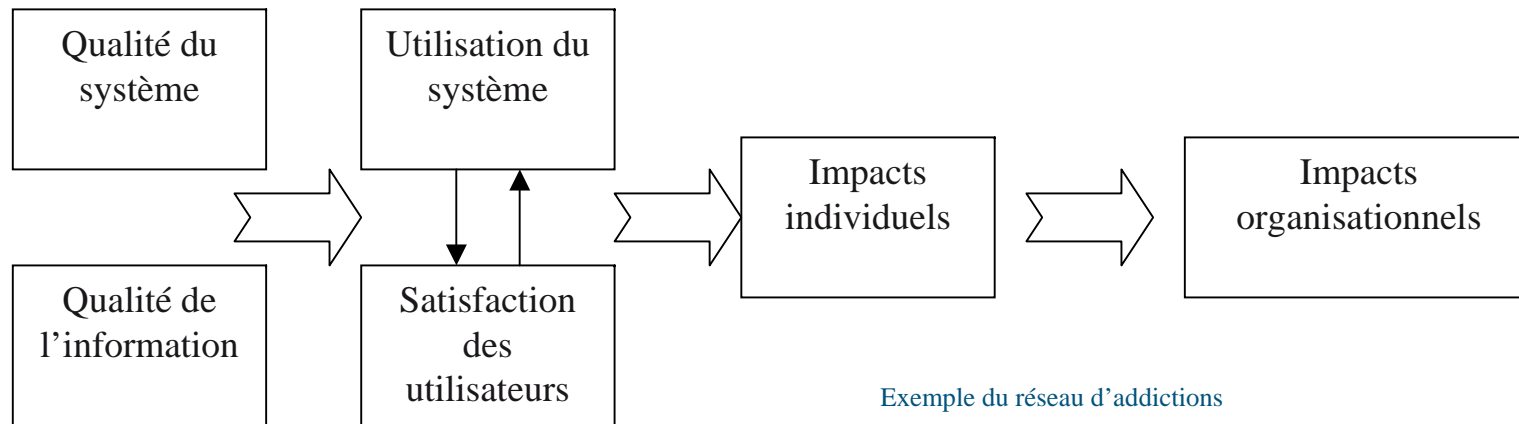 Qualité du
système
Utilisation du
système
Impacts
individuels
Impacts
organisationnels
Qualité de
l’information
Satisfaction
des
utilisateurs
Exemple du réseau d’addictions